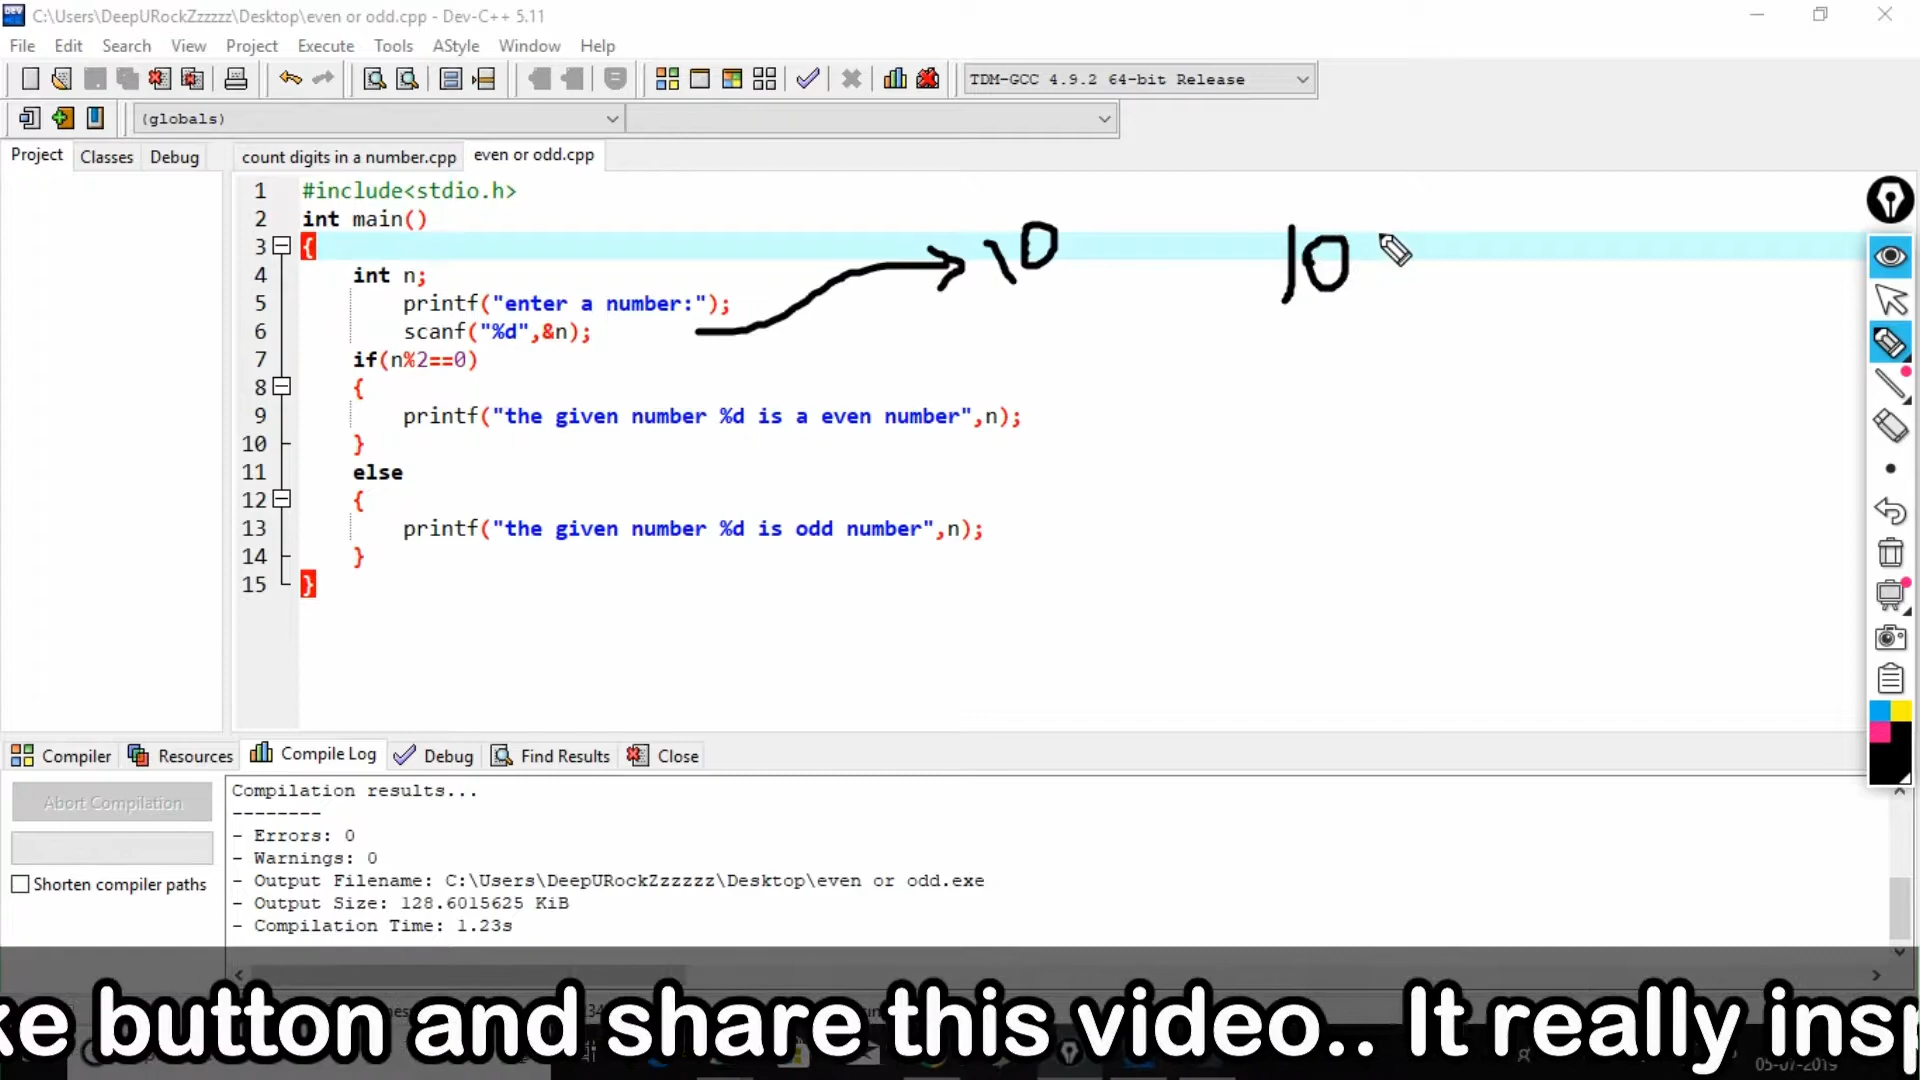 C:\Users\DeepURockZzzzzz\Desktop\even or odd.cpp - Dev-C++ 5.11
File Edit Search View Project Execute Tools AStyle Window Help
TDM-GCC 4.9.2 64-bit Release
(globals)
Project Classes Debug
count digits in a number.cpp even or odd.cpp
1 #include<stdio.h>
2 int main()
3 {
4 int n;
5 printf("enter a number:");
6 scanf("%d",&n);
7 if(n%2==0)
8 {
9 printf("the given number %d is a even number",n);
10 }
11 else
12 {
13 printf("the given number %d is odd number",n);
14 }
15 }
10 10
Compiler Resources Compile Log Debug Find Results Close
Abort Compilation
Shorten compiler paths
Compilation results...
--------
- Errors: 0
- Warnings: 0
- Output Filename: C:\Users\DeepURockZzzzzz\Desktop\even or odd.exe
- Output Size: 128.6015625 KiB
- Compilation Time: 1.23s
ke button and share this video.. It really insp
05-07-2019